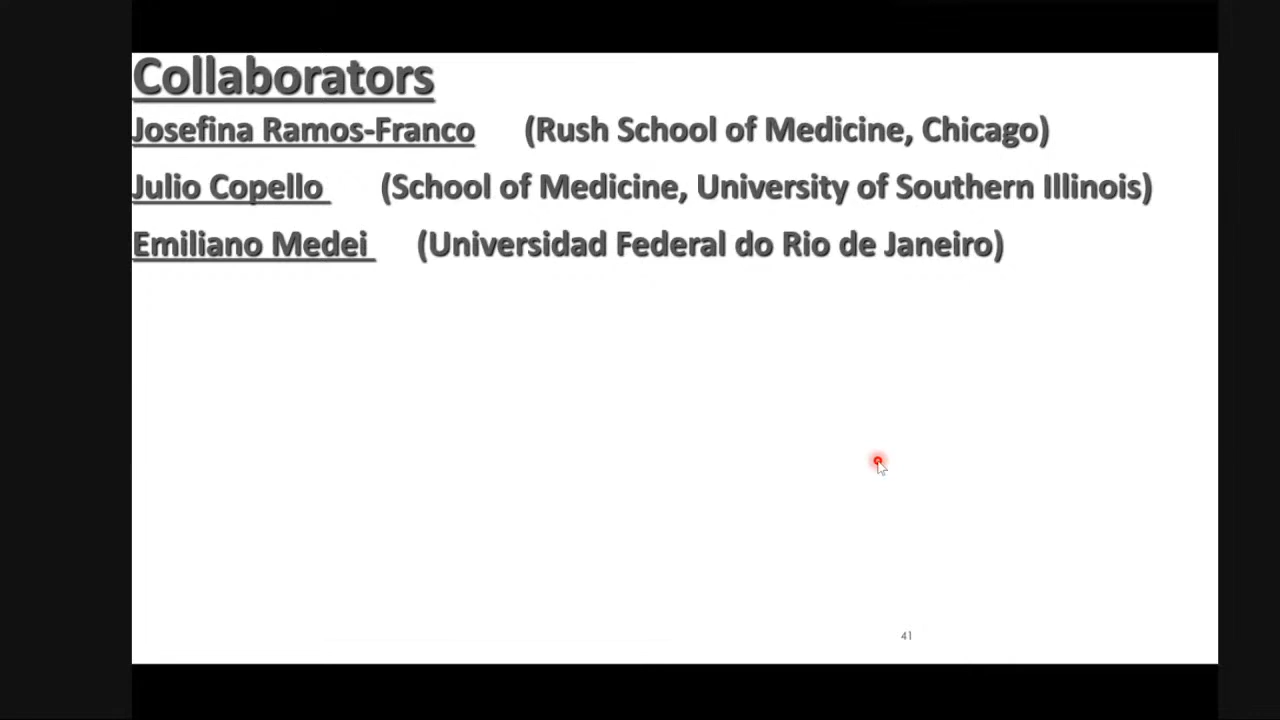 Collaborators
Josefina Ramos-Franco (Rush School of Medicine, Chicago)
Julio Copello (School of Medicine, University of Southern Illinois)
Emiliano Medei (Universidad Federal do Rio de Janeiro)
41